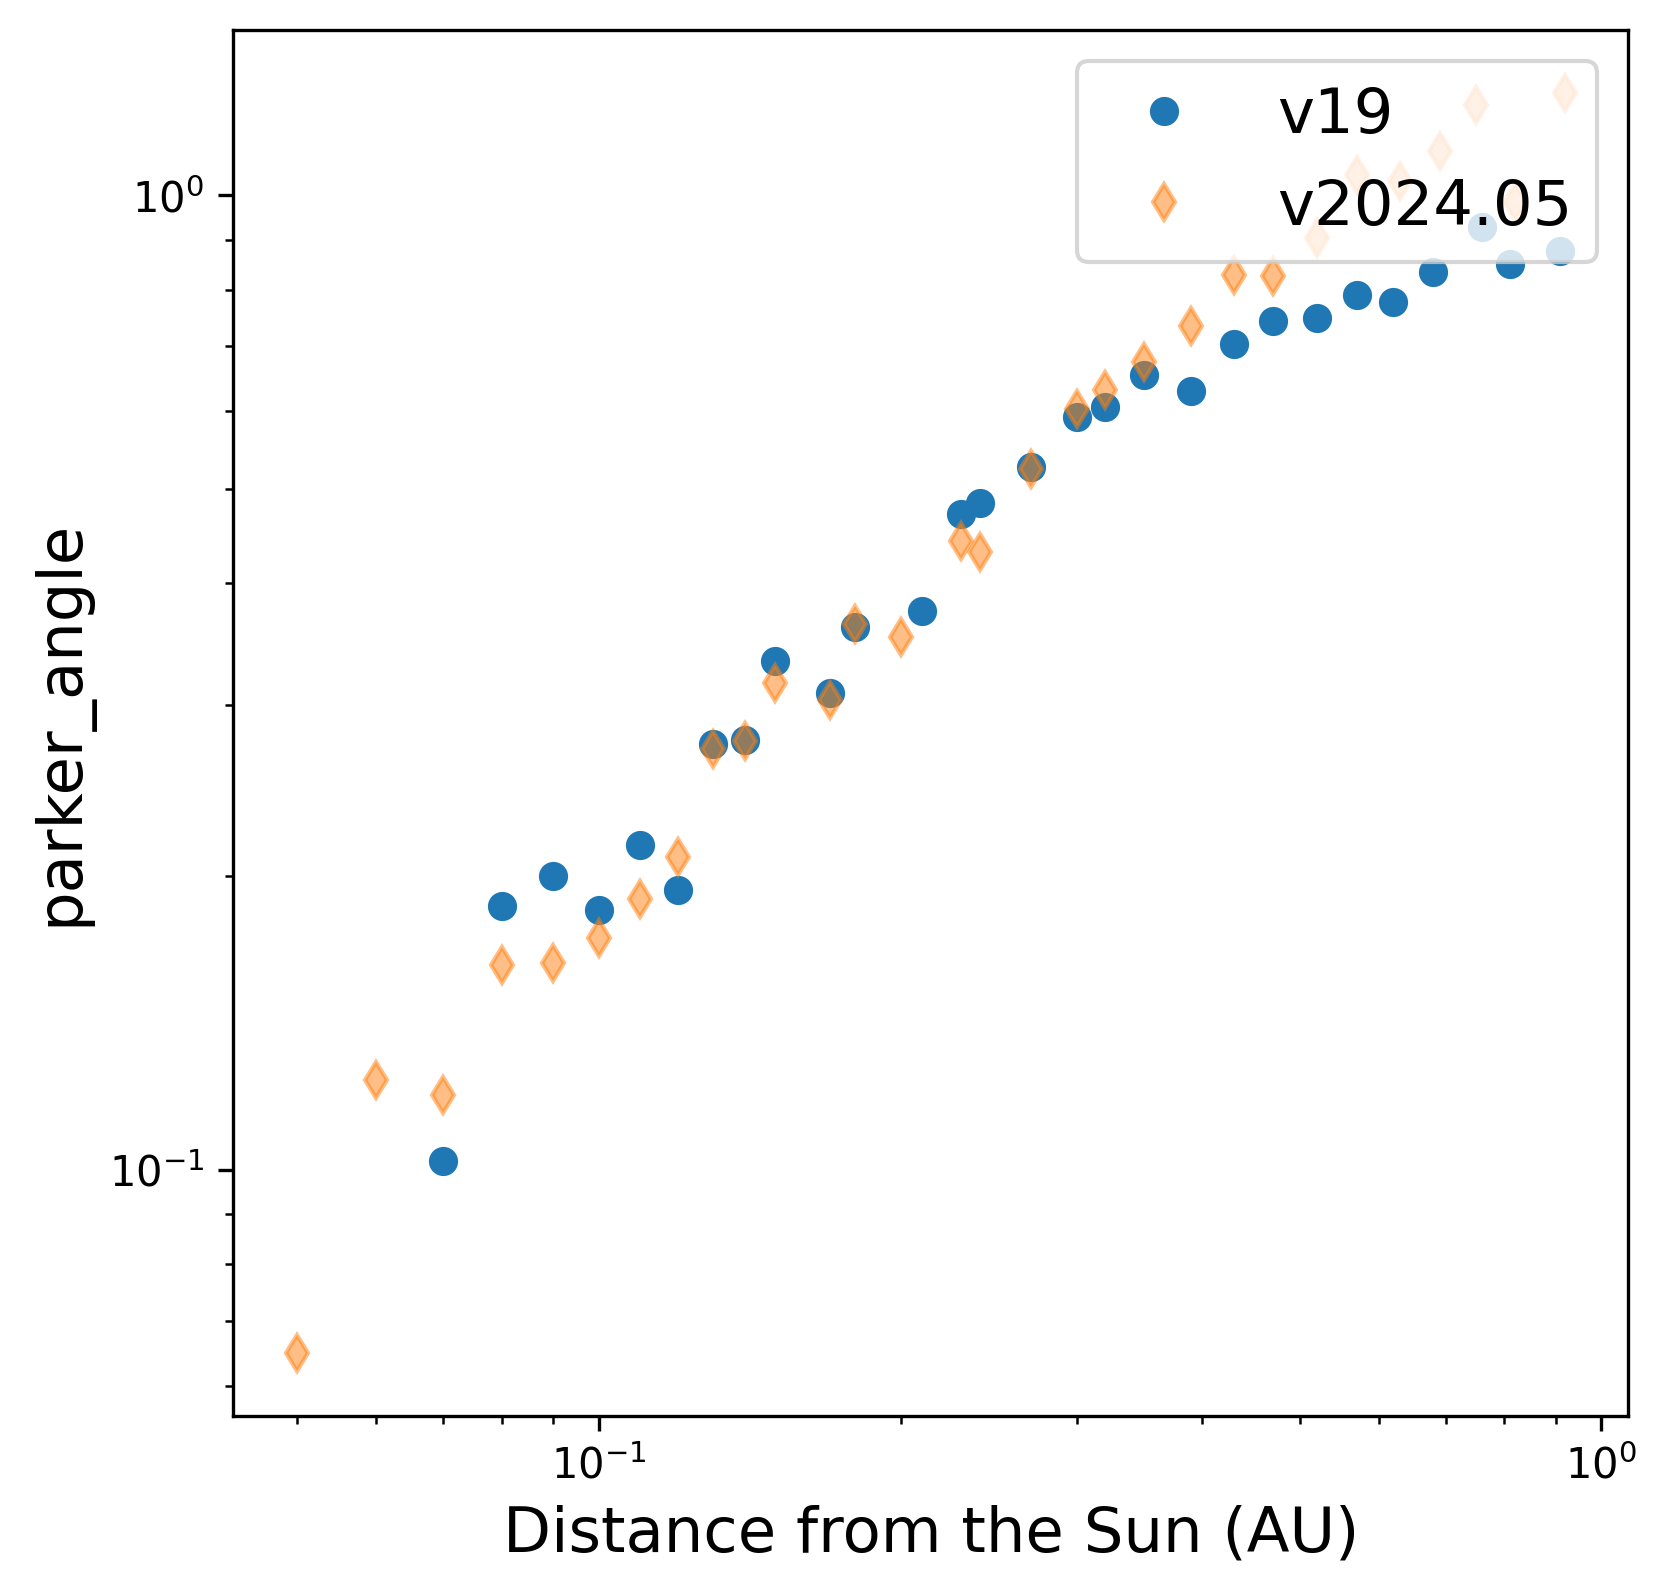 v19
v2024.05
10⁰
10⁻¹
parker_angle
10⁻¹
10⁰
Distance from the Sun (AU)